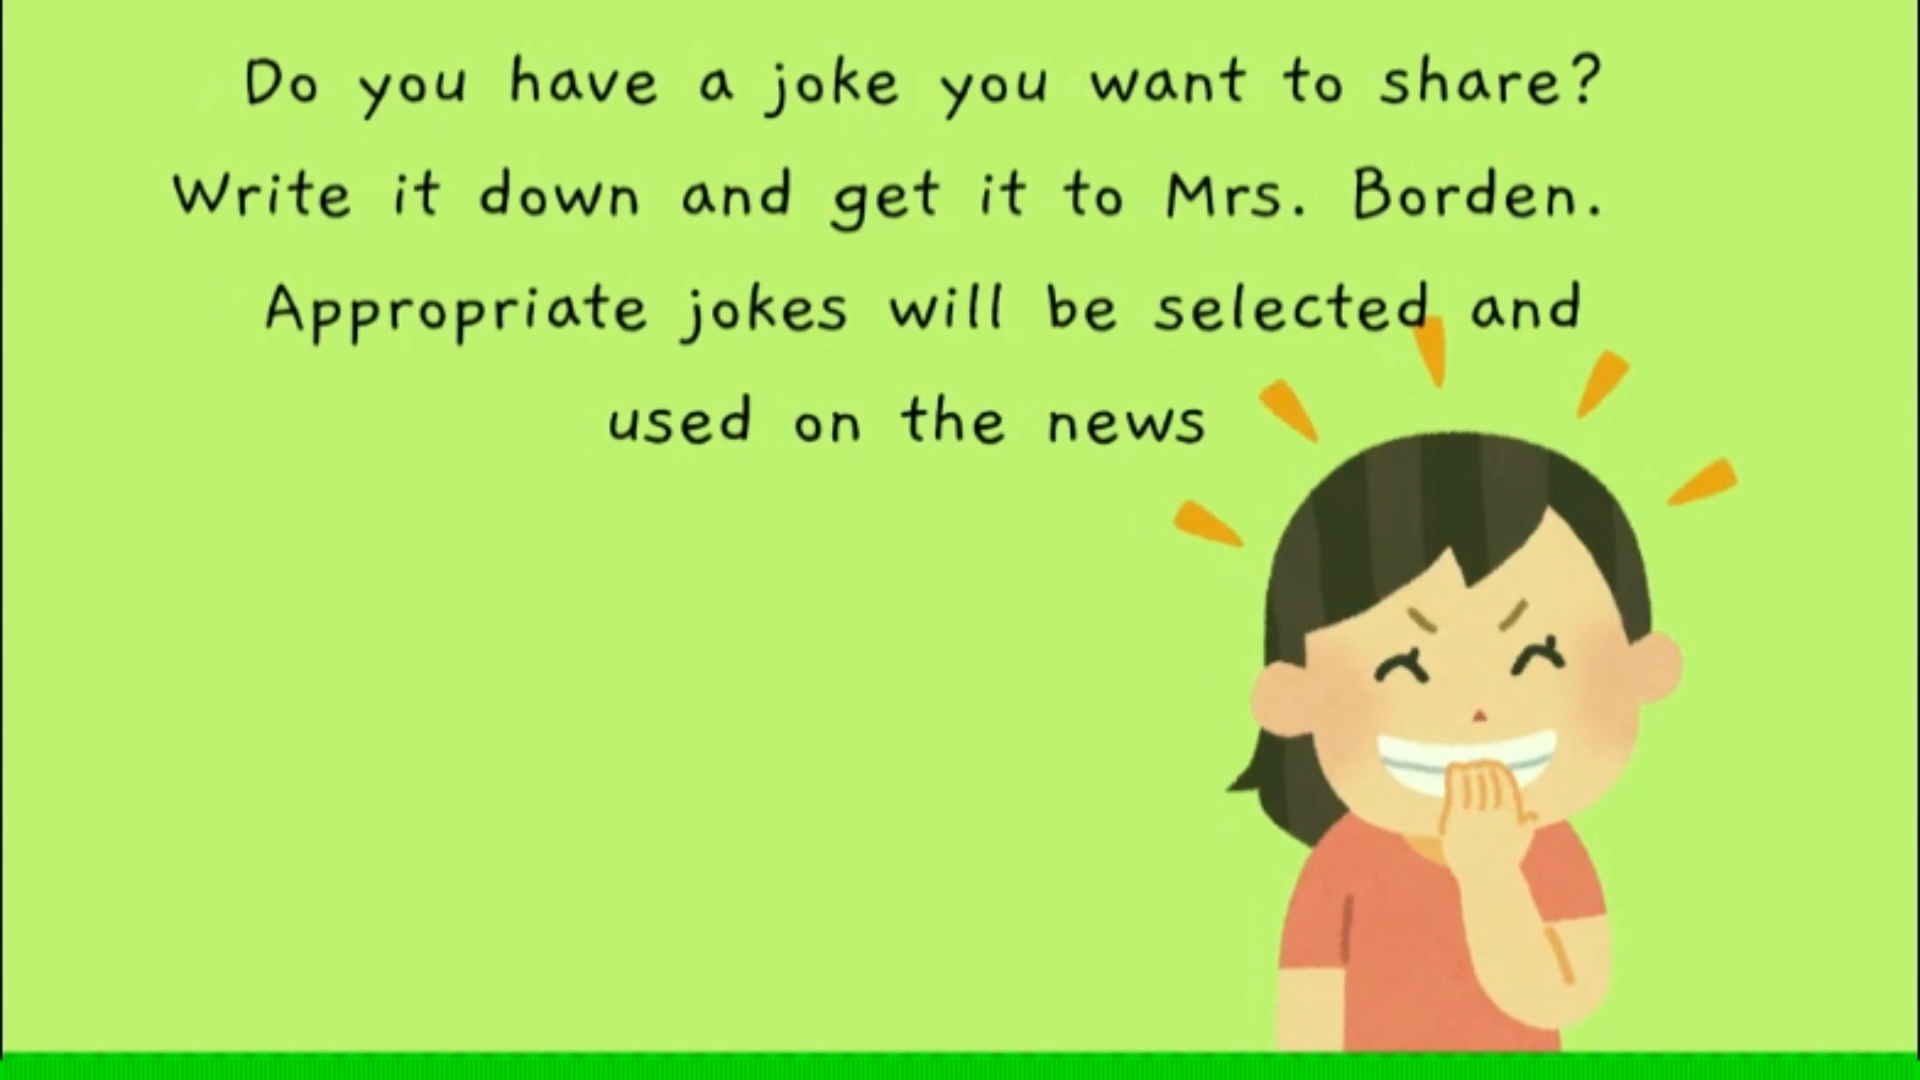 Do you have a joke you want to share?
Write it down and get it to Mrs. Borden.
Appropriate jokes will be selected and
used on the news